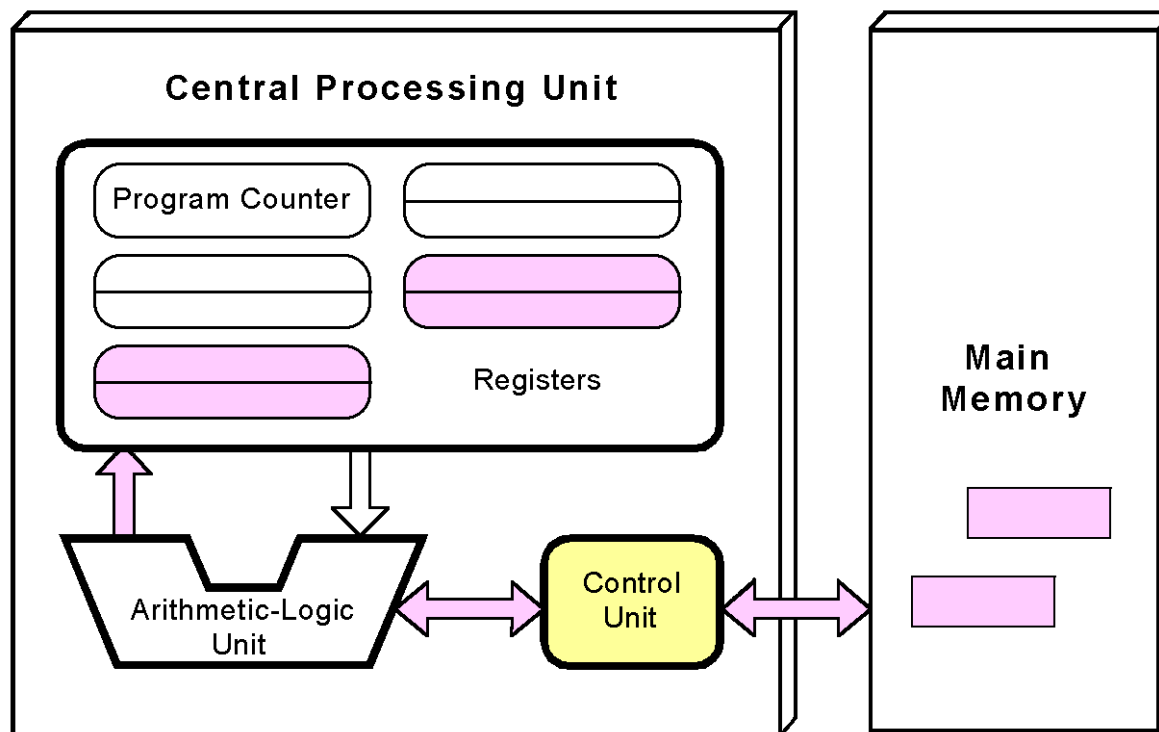 Central Processing Unit
Program Counter
Registers
Main
Memory
Arithmetic-Logic
Unit
Control
Unit